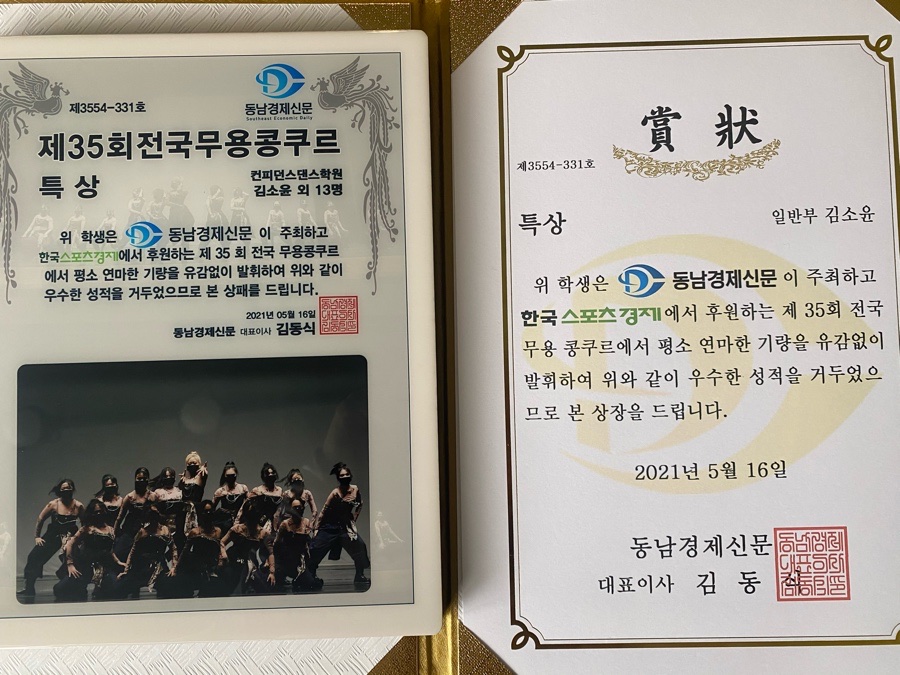 제3554-331호
동남경제신문
Southeast Economic Daily
제35회전국무용콩쿠르
특상
컨피던스댄스학원
김소윤 외 13명
위 학생은 동남경제신문 이 주최하고
한국스포츠경제에서 후원하는 제 35 회 전국 무용콩쿠르
에서 평소 연마한 기량을 유감없이 발휘하여 위와 같이
우수한 성적을 거두었으므로 본 상패를 드립니다.
2021년 05월 16일
동남경제신문 대표이사 김동식
賞 狀
제3554-331호
특상
일반부 김소윤
위 학생은 동남경제신문 이 주최하고
한국 스포츠경제에서 후원하는 제 35회 전국
무용 콩쿠르에서 평소 연마한 기량을 유감없이
발휘하여 위와 같이 우수한 성적을 거두었으
므로 본 상장을 드립니다.
2021년 5월 16일
동남경제신문
대표이사 김 동 식